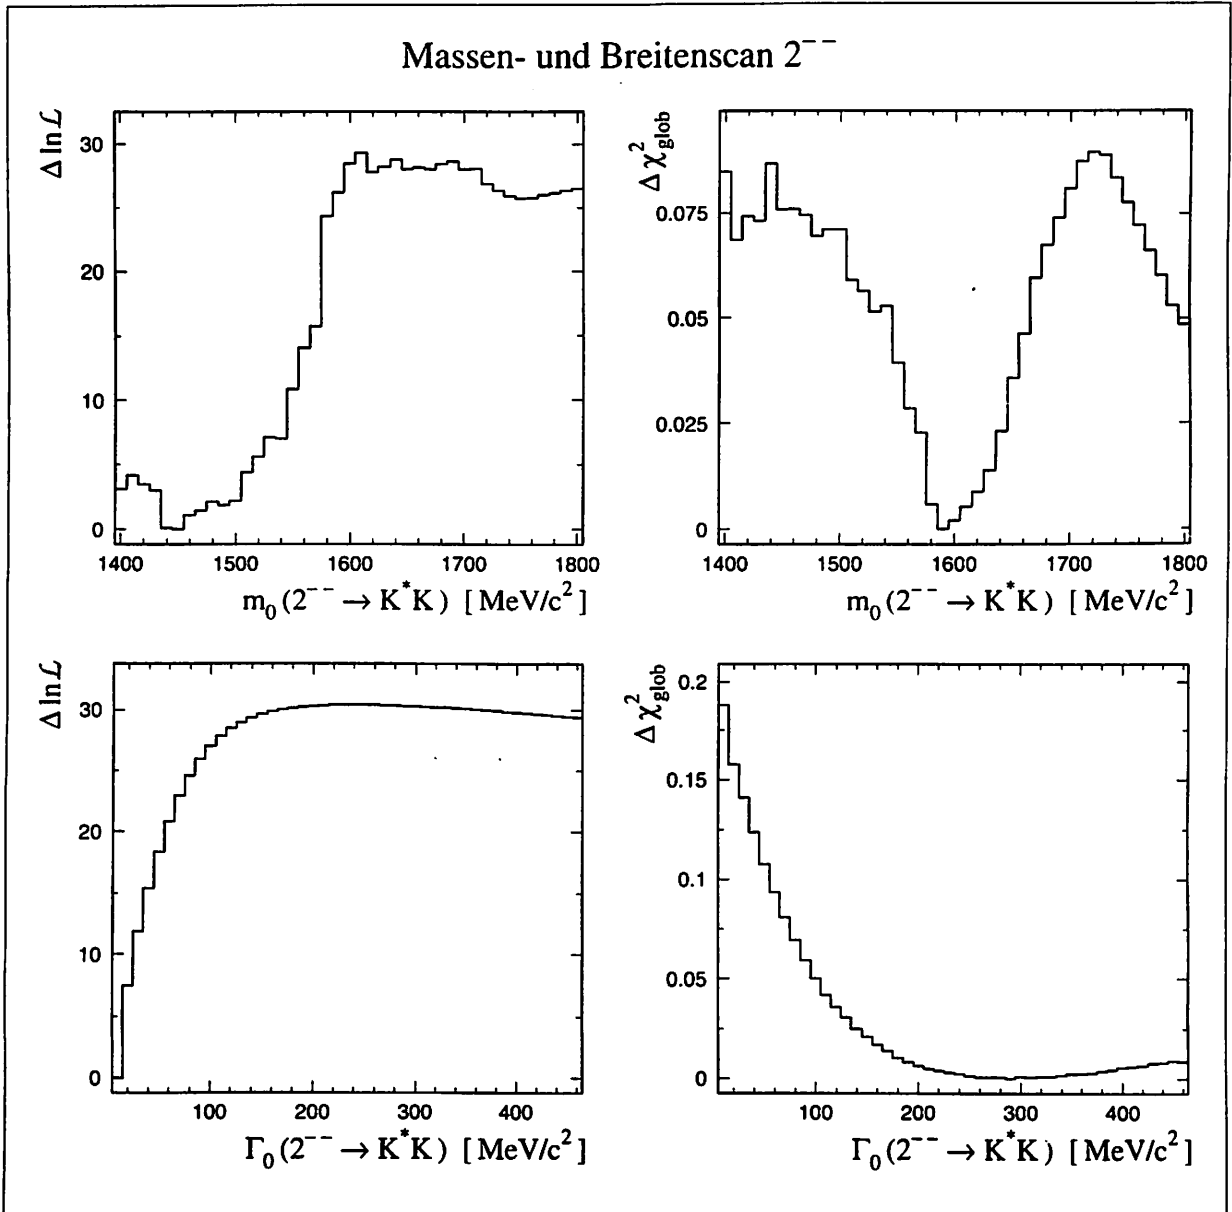 Massen- und Breitenscan 2⁻⁻
Δ ln ℒ
30
20
10
0
1400 1500 1600 1700 1800
m₀(2⁻⁻ → K*K) [MeV/c²]
Δχ²glob
0.075
0.05
0.025
0
1400 1500 1600 1700 1800
m₀(2⁻⁻ → K*K) [MeV/c²]
Δ ln ℒ
30
20
10
0
100 200 300 400
Γ₀(2⁻⁻ → K*K) [MeV/c²]
Δχ²glob
0.2
0.15
0.1
0.05
0
100 200 300 400
Γ₀(2⁻⁻ → K*K) [MeV/c²]